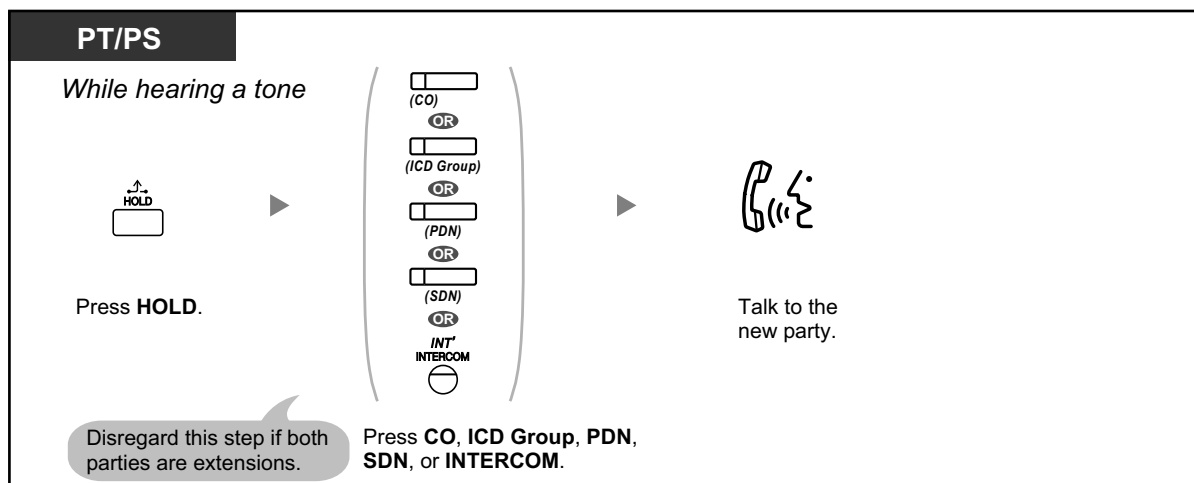 PT/PS
While hearing a tone
HOLD
Press HOLD.
(CO)
OR
(ICD Group)
OR
(PDN)
OR
(SDN)
OR
INT'
INTERCOM
Disregard this step if both
parties are extensions.
Press CO, ICD Group, PDN,
SDN, or INTERCOM.
Talk to the
new party.